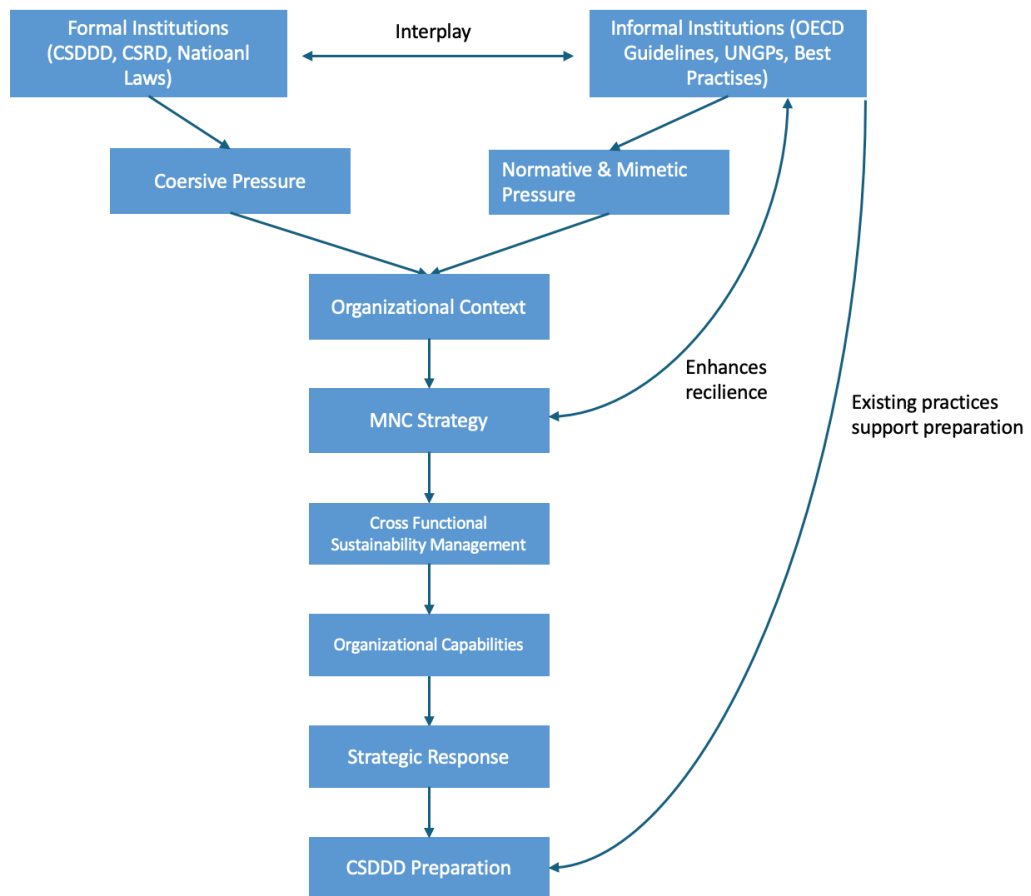 Formal Institutions
(CSDDD, CSRD, Natioanl
Laws)
Interplay
Informal Institutions (OECD
Guidelines, UNGPs, Best
Practises)
Coersive Pressure
Normative & Mimetic
Pressure
Organizational Context
Enhances
recilience
MNC Strategy
Existing practices
support preparation
Cross Functional
Sustainability Management
Organizational Capabilities
Strategic Response
CSDDD Preparation